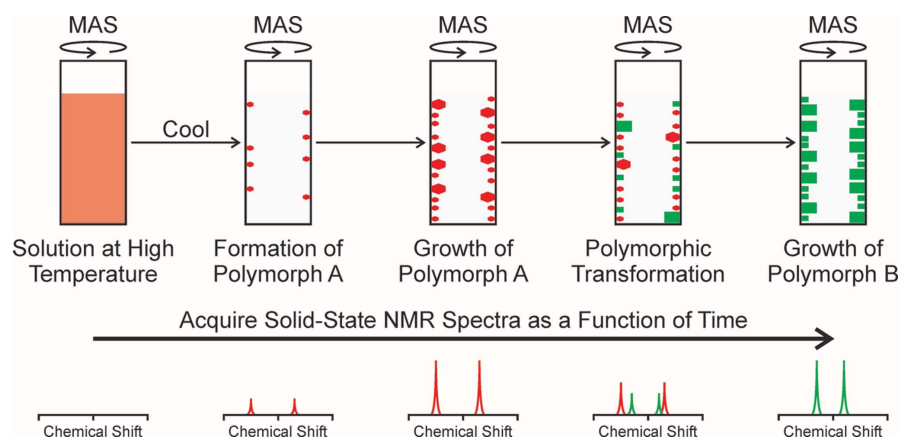 MAS
MAS
MAS
MAS
MAS
Cool
Solution at High
Temperature
Formation of
Polymorph A
Growth of
Polymorph A
Polymorphic
Transformation
Growth of
Polymorph B
Acquire Solid-State NMR Spectra as a Function of Time
Chemical Shift
Chemical Shift
Chemical Shift
Chemical Shift
Chemical Shift